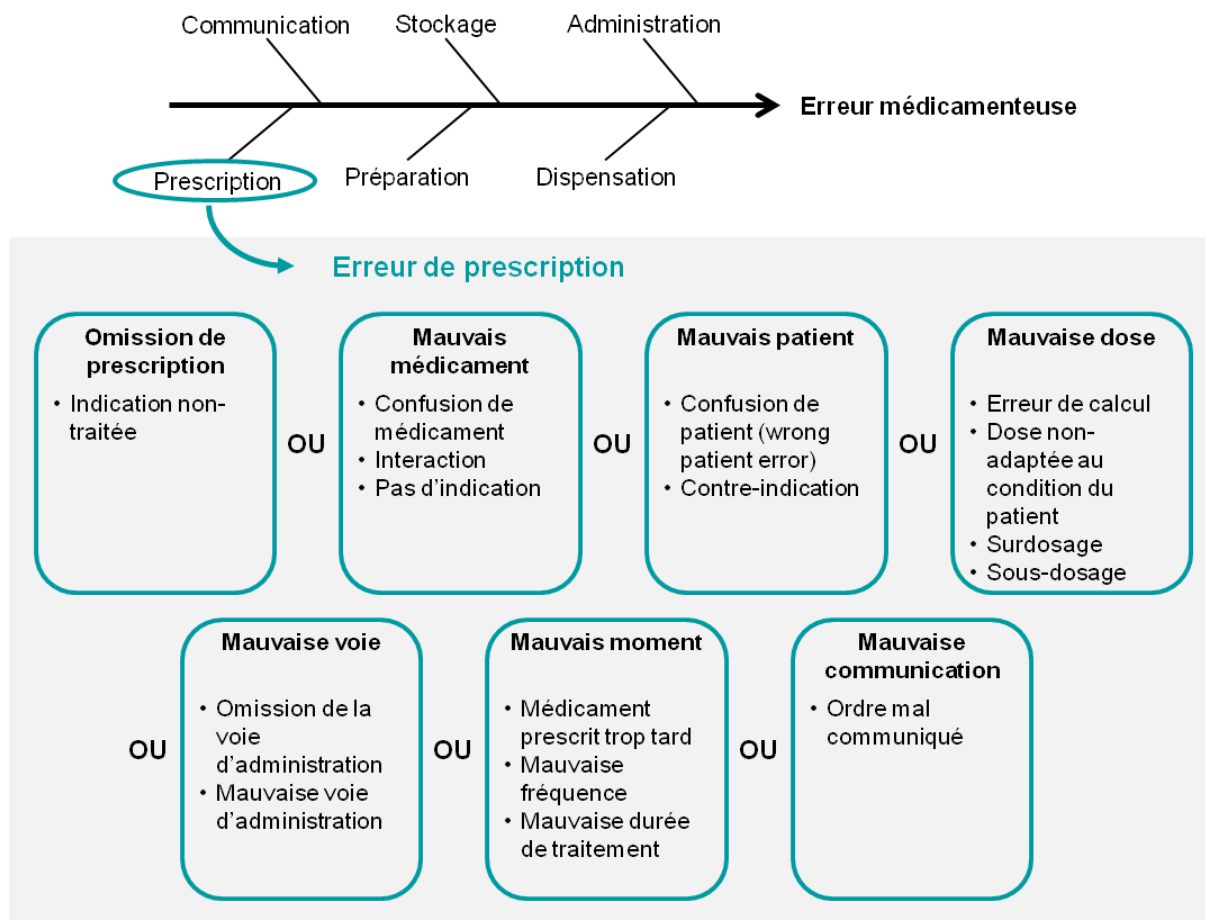 Communication
Stockage
Administration
Erreur médicamenteuse
Prescription
Préparation
Dispensation
Erreur de prescription
Omission de
prescription
• Indication non-
traitée
OU
Mauvais
médicament
• Confusion de
médicament
• Interaction
• Pas d'indication
OU
Mauvais patient
• Confusion de
patient (wrong
patient error)
• Contre-indication
OU
Mauvaise dose
• Erreur de calcul
• Dose non-
adaptée au
condition du
patient
• Surdosage
• Sous-dosage
OU
Mauvaise voie
• Omission de la
voie
d'administration
• Mauvaise voie
d'administration
OU
Mauvais moment
• Médicament
prescrit trop tard
• Mauvaise
fréquence
• Mauvaise durée
de traitement
OU
Mauvaise
communication
• Ordre mal
communiqué